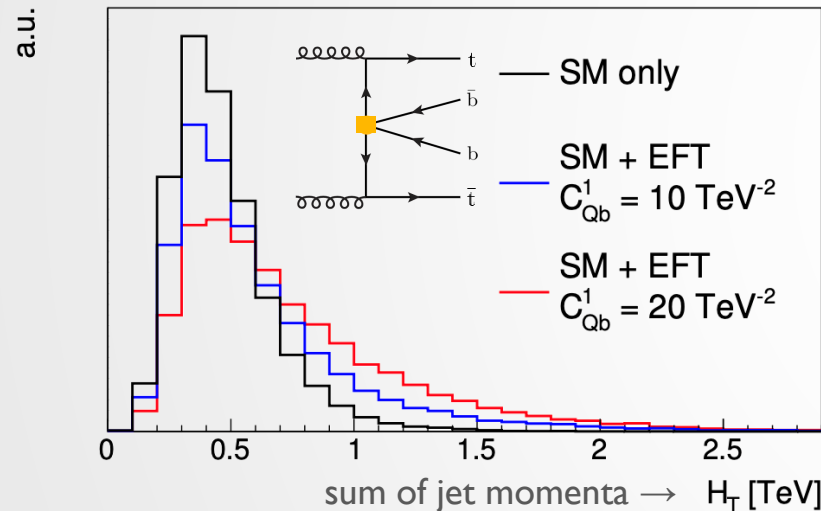 a.u.
t
b̄
b
t̄
SM only
SM + EFT
C¹Qb = 10 TeV⁻²
SM + EFT
C¹Qb = 20 TeV⁻²
0 0.5 1 1.5 2 2.5
sum of jet momenta → H_T [TeV]